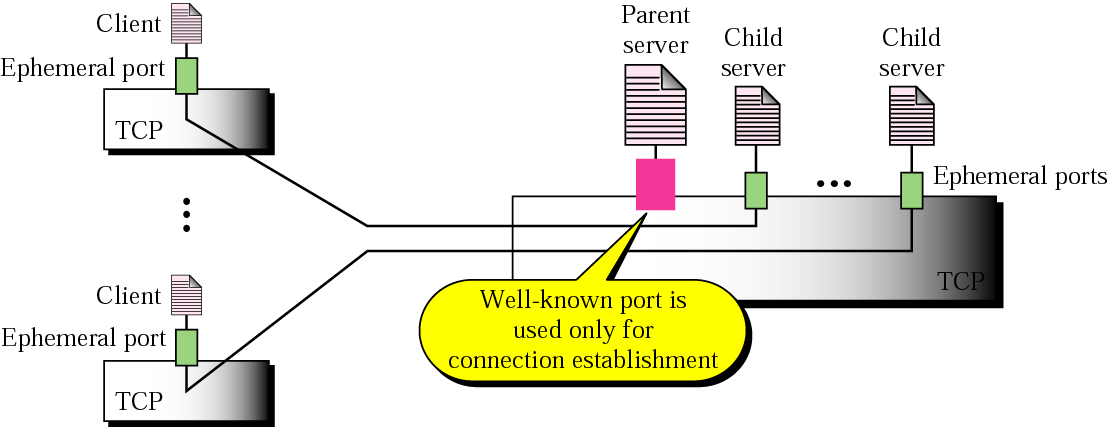 Client
Ephemeral port
TCP
Parent
server
Child
server
Child
server
Ephemeral ports
TCP
Well-known port is
used only for
connection establishment
Client
Ephemeral port
TCP